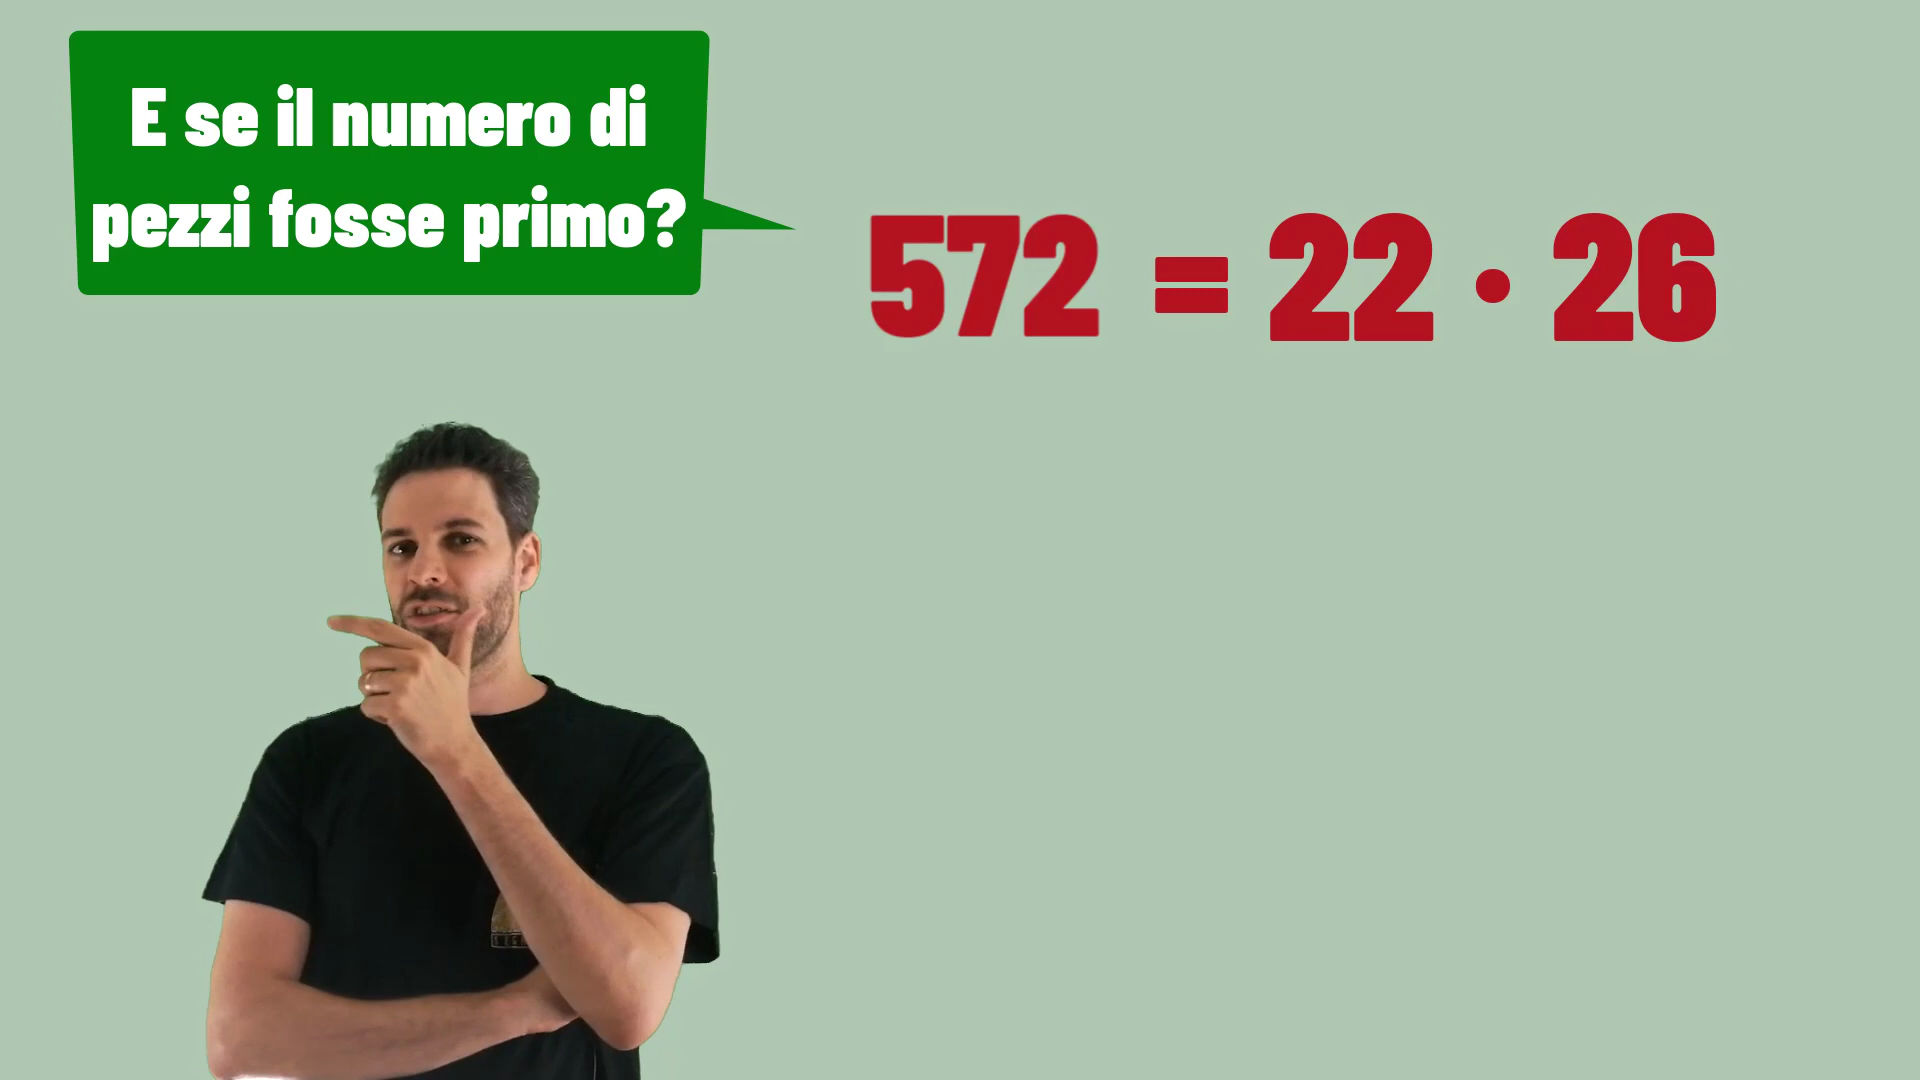 E se il numero di
pezzi fosse primo?
572 = 22 · 26